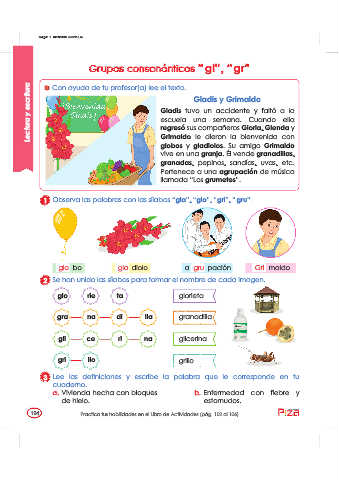 Grupos consonánticos "gl", "gr"
Lectura y escritura
Con ayuda de tu profesor(a) lee el texto.
¡Bienvenido
Gladis!
Gladis y Grimaldo
Gladis tuvo un accidente y faltó a la
escuela una semana. Cuando ella
regresó sus compañeros Gloria, Glenda y
Grimaldo le dieron la bienvenida con
globos y gladiolos. Su amigo Grimaldo
vive en una granja. Él vende granadillas,
granadas, pepinos, sandías, uvas, etc.
Pertenece a una agrupación de música
llamada "Los grumetes".
1 Observa las palabras con las sílabas "gla", "glo", "gri", "gru"
glo bo
gla diolo
a gru pación
Gri maldo
2 Se han unido las sílabas para formar el nombre de cada imagen.
glo rie ta glorieta
gra na di lla granadilla
gli ce ri na glicerina
gri llo grillo
3 Lee las definiciones y escribe la palabra que le corresponde en tu
cuaderno.
a. Vivienda hecha con bloques
de hielo.
b. Enfermedad con fiebre y
estornudos.
104
Practica tus habilidades en el Libro de Actividades (pág. 103 al 106)